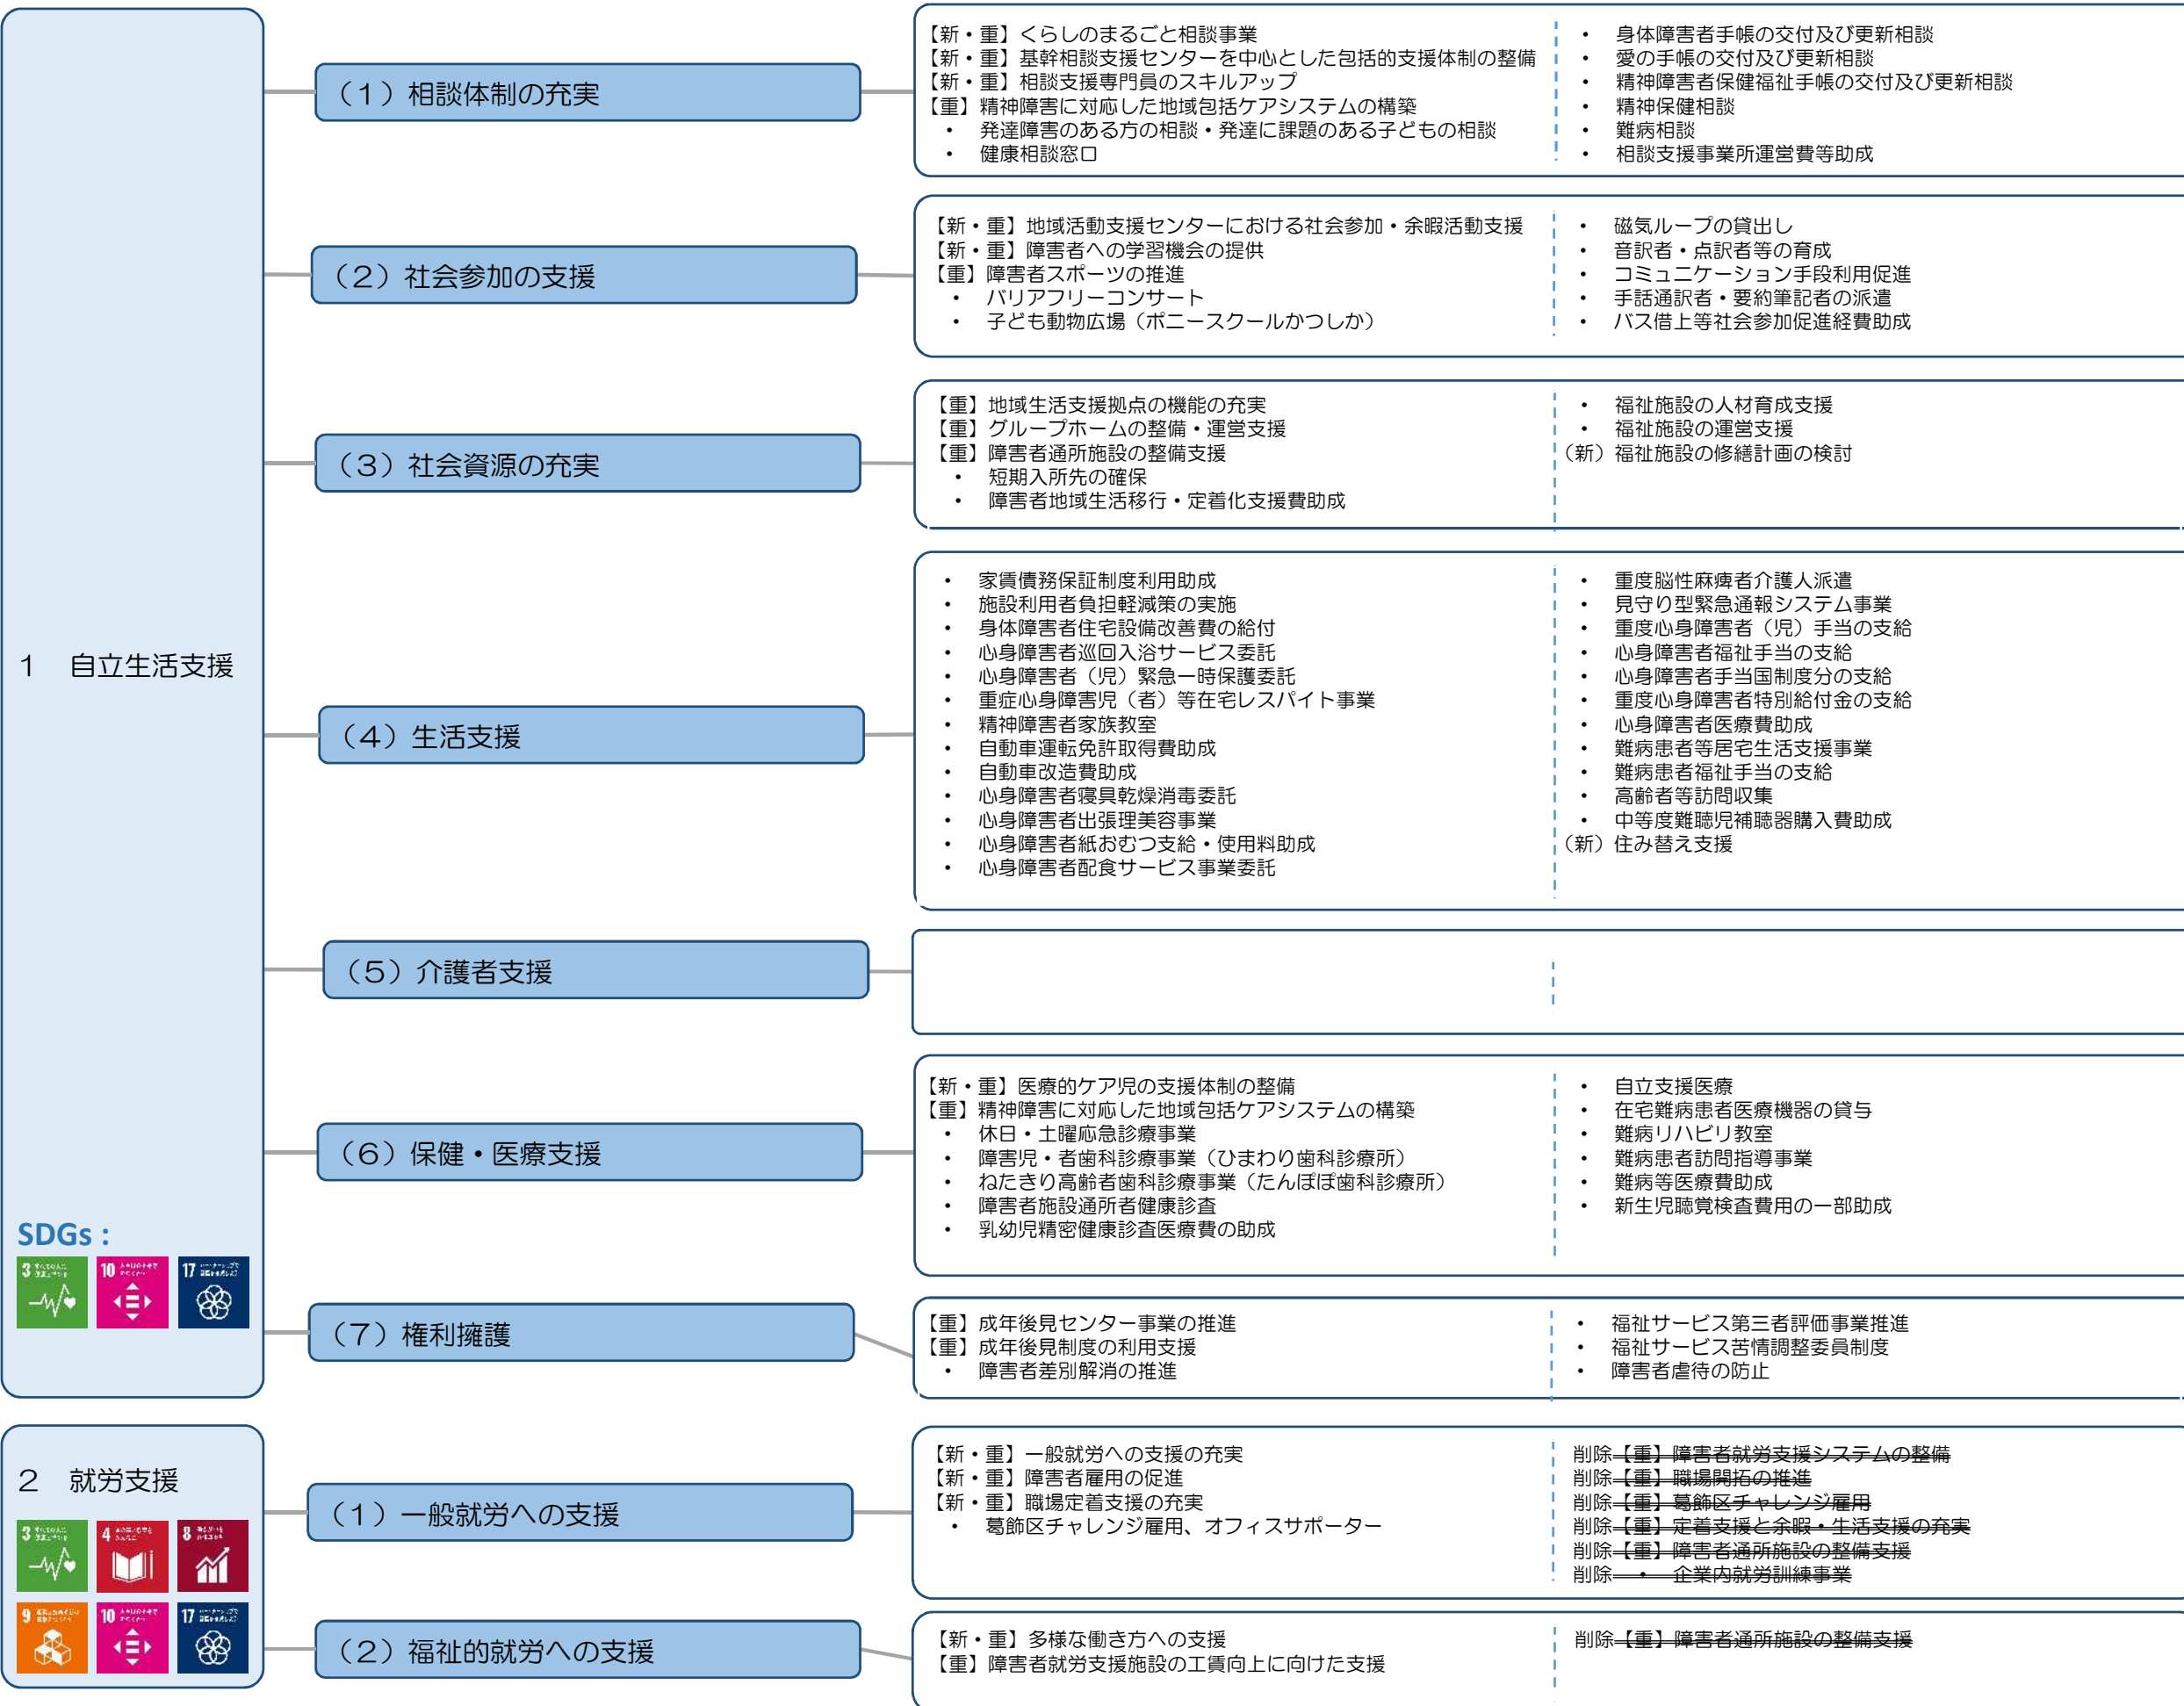 1 自立生活支援
SDGs：
3
10
17
（1）相談体制の充実
【新・重】くらしのまるごと相談事業
【新・重】基幹相談支援センターを中心とした包括的支援体制の整備
【新・重】相談支援専門員のスキルアップ
【重】精神障害に対応した地域包括ケアシステムの構築
・ 発達障害のある方の相談・発達に課題のある子どもの相談
・ 健康相談窓口
・ 身体障害者手帳の交付及び更新相談
・ 愛の手帳の交付及び更新相談
・ 精神障害者保健福祉手帳の交付及び更新相談
・ 精神保健相談
・ 難病相談
・ 相談支援事業所運営費等助成
（2）社会参加の支援
【新・重】地域活動支援センターにおける社会参加・余暇活動支援
【新・重】障害者への学習機会の提供
【重】障害者スポーツの推進
・ バリアフリーコンサート
・ 子ども動物広場（ポニースクールかつしか）
・ 磁気ループの貸出し
・ 音訳者・点訳者等の育成
・ コミュニケーション手段利用促進
・ 手話通訳者・要約筆記者の派遣
・ バス借上等社会参加促進経費助成
（3）社会資源の充実
【重】地域生活支援拠点の機能の充実
【重】グループホームの整備・運営支援
【重】障害者通所施設の整備支援
・ 短期入所先の確保
・ 障害者地域生活移行・定着化支援費助成
・ 福祉施設の人材育成支援
・ 福祉施設の運営支援
（新）福祉施設の修繕計画の検討
（4）生活支援
・ 家賃債務保証制度利用助成
・ 施設利用者負担軽減策の実施
・ 身体障害者住宅設備改善費の給付
・ 心身障害者巡回入浴サービス委託
・ 心身障害者（児）緊急一時保護委託
・ 重症心身障害児（者）等在宅レスパイト事業
・ 精神障害者家族教室
・ 自動車運転免許取得費助成
・ 自動車改造費助成
・ 心身障害者寝具乾燥消毒委託
・ 心身障害者出張理美容事業
・ 心身障害者紙おむつ支給・使用料助成
・ 心身障害者配食サービス事業委託
・ 重度脳性麻痺者介護人派遣
・ 見守り型緊急通報システム事業
・ 重度心身障害者（児）手当の支給
・ 心身障害者福祉手当の支給
・ 心身障害者手当国制度分の支給
・ 重度心身障害者特別給付金の支給
・ 心身障害者医療費助成
・ 難病患者等居宅生活支援事業
・ 難病患者福祉手当の支給
・ 高齢者等訪問収集
・ 中等度難聴児補聴器購入費助成
（新）住み替え支援
（5）介護者支援
（6）保健・医療支援
【新・重】医療的ケア児の支援体制の整備
【重】精神障害に対応した地域包括ケアシステムの構築
・ 休日・土曜応急診療事業
・ 障害児・者歯科診療事業（ひまわり歯科診療所）
・ ねたきり高齢者歯科診療事業（たんぽぽ歯科診療所）
・ 障害者施設通所者健康診査
・ 乳幼児精密健康診査医療費の助成
・ 自立支援医療
・ 在宅難病患者医療機器の貸与
・ 難病リハビリ教室
・ 難病患者訪問指導事業
・ 難病等医療費助成
・ 新生児聴覚検査費用の一部助成
（7）権利擁護
【重】成年後見センター事業の推進
【重】成年後見制度の利用支援
・ 障害者差別解消の推進
・ 福祉サービス第三者評価事業推進
・ 福祉サービス苦情調整委員制度
・ 障害者虐待の防止
2 就労支援
3
4
8
9
10
17
（1）一般就労への支援
【新・重】一般就労への支援の充実
【新・重】障害者雇用の促進
【新・重】職場定着支援の充実
・ 葛飾区チャレンジ雇用、オフィスサポーター
削除【重】障害者就労支援システムの整備
削除【重】職場開拓の推進
削除【重】葛飾区チャレンジ雇用
削除【重】定着支援と余暇・生活支援の充実
削除【重】障害者通所施設の整備支援
削除 ・ 企業内就労訓練事業
（2）福祉的就労への支援
【新・重】多様な働き方への支援
【重】障害者就労支援施設の工賃向上に向けた支援
削除【重】障害者通所施設の整備支援